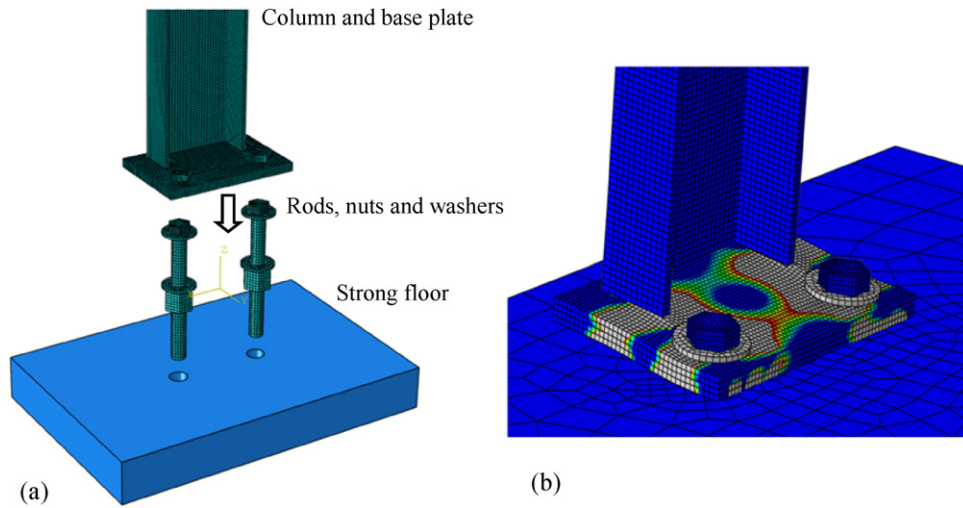 Column and base plate
Rods, nuts and washers
Z
Y
Strong floor
(a)
(b)